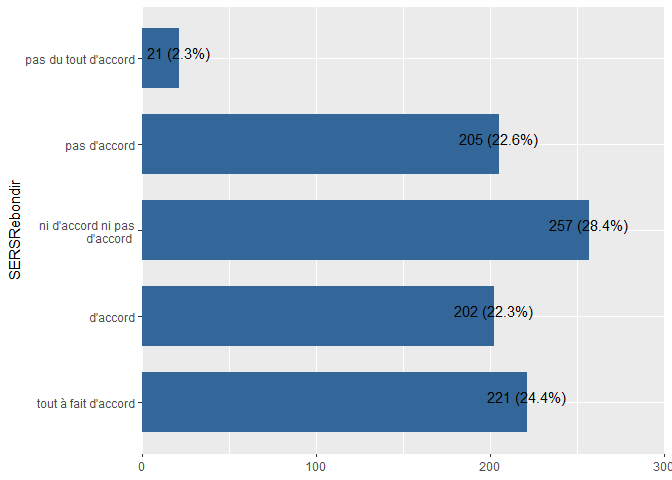 SERSRebondir
pas du tout d'accord
21 (2.3%)
pas d'accord
205 (22.6%)
ni d'accord ni pas
d'accord
257 (28.4%)
d'accord
202 (22.3%)
tout à fait d'accord
221 (24.4%)
0
100
200
300